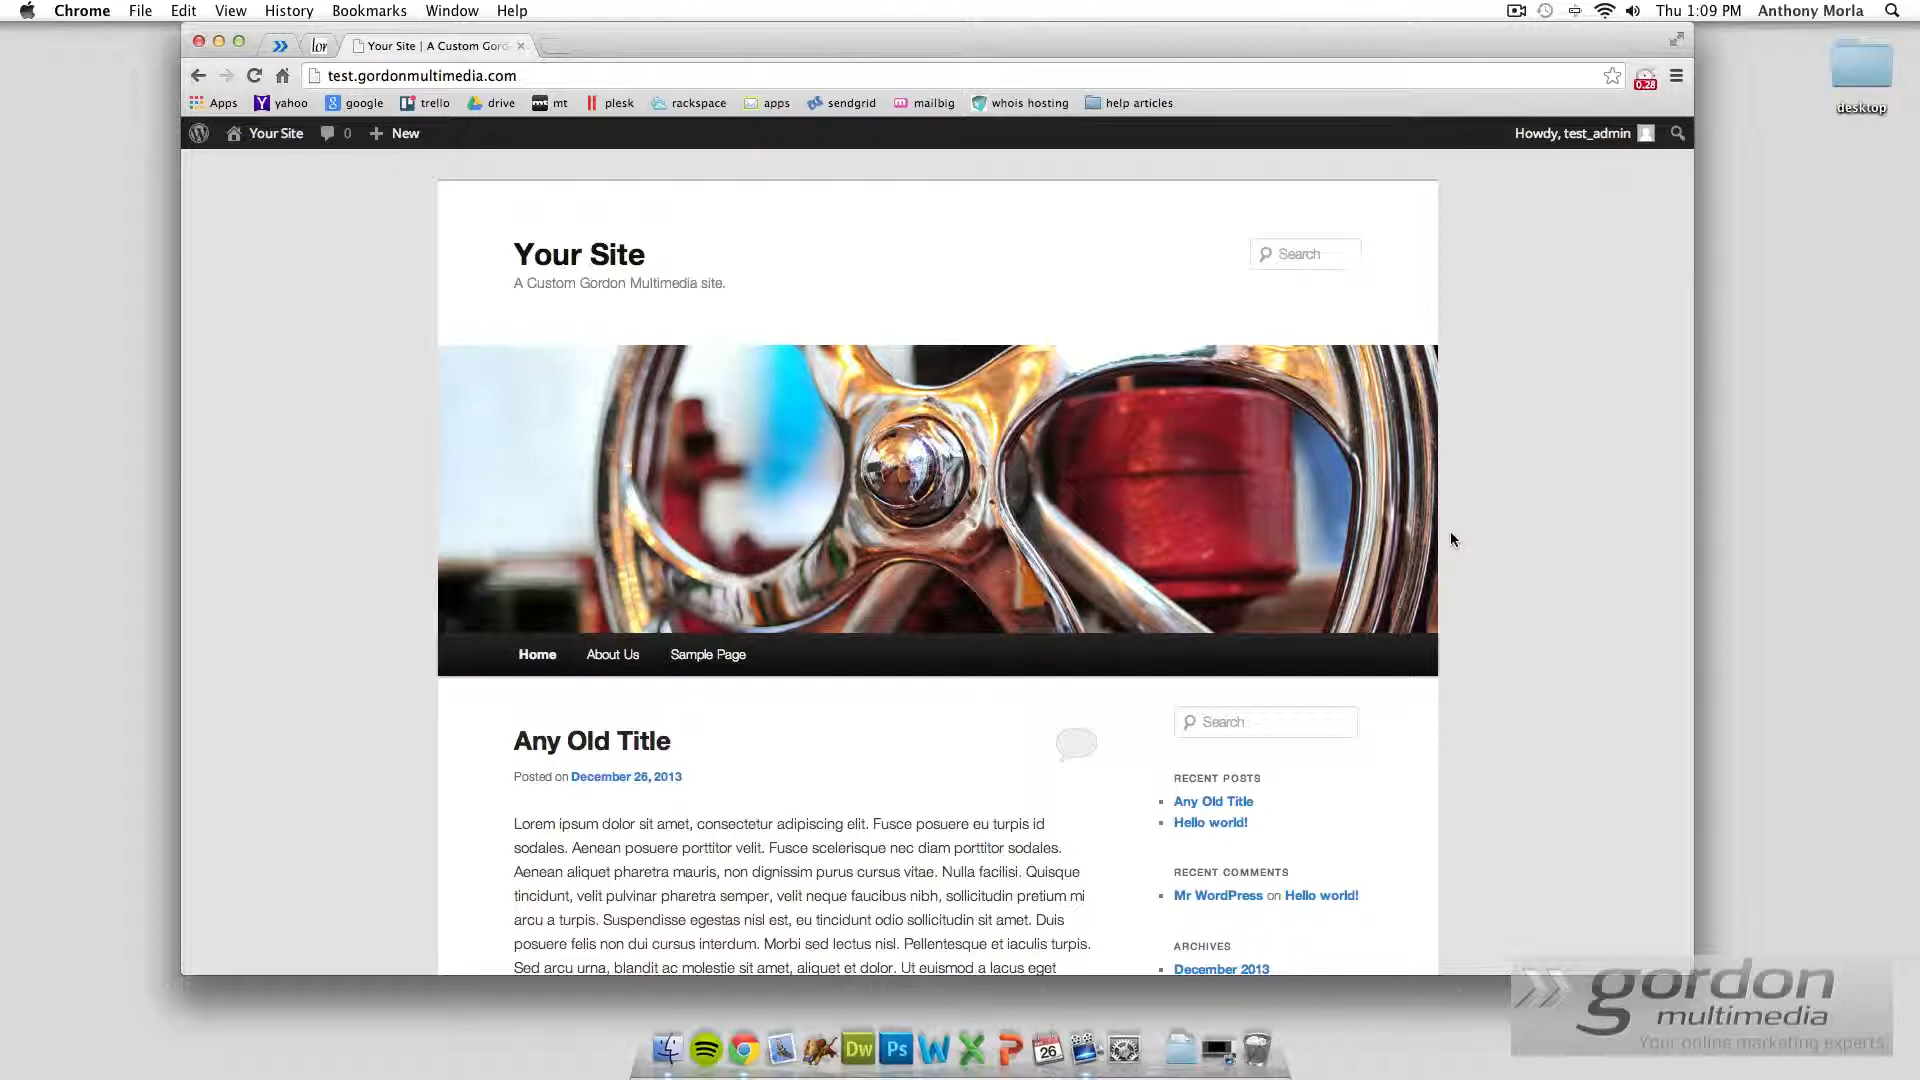 Chrome File Edit View History Bookmarks Window Help
Thu 1:09 PM Anthony Morla
lor
Your Site | A Custom Gord
test.gordonmultimedia.com
0:28
Apps yahoo google trello drive mt plesk rackspace apps sendgrid mailbig whois hosting help articles
desktop
Your Site 0 New
Howdy, test_admin
Your Site
Search
A Custom Gordon Multimedia site.
Home About Us Sample Page
Any Old Title
Search
Posted on December 26, 2013
RECENT POSTS
Any Old Title
Hello world!
Lorem ipsum dolor sit amet, consectetur adipiscing elit. Fusce posuere eu turpis id
sodales. Aenean posuere porttitor velit. Fusce scelerisque nec diam porttitor sodales.
Aenean aliquet pharetra mauris, non dignissim purus cursus vitae. Nulla facilisi. Quisque
tincidunt, velit pulvinar pharetra semper, velit neque faucibus nibh, sollicitudin pretium mi
arcu a turpis. Suspendisse egestas nisl est, eu tincidunt odio sollicitudin sit amet. Duis
posuere felis non dui cursus interdum. Morbi sed lectus nisl. Pellentesque et iaculis turpis.
Sed arcu urna, blandit ac molestie sit amet, aliquet et dolor. Ut euismod a lacus eget
RECENT COMMENTS
Mr WordPress on Hello world!
ARCHIVES
December 2013
gordon
multimedia
Your online marketing experts.
Dw Ps W X P 26